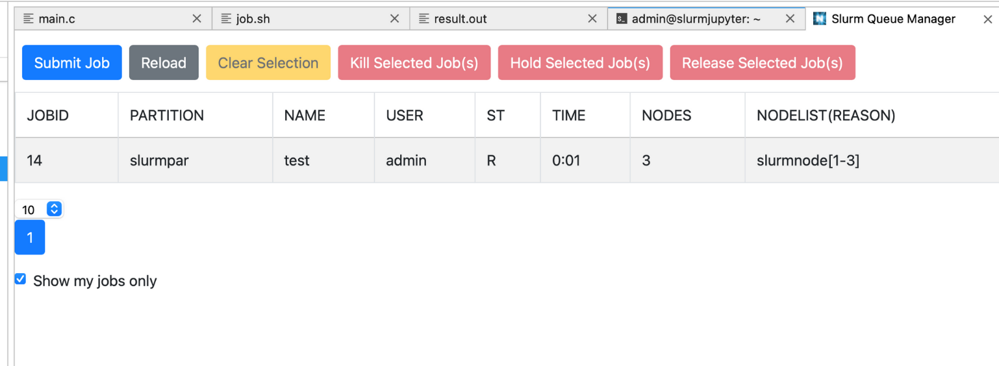 main.c job.sh result.out admin@slurmjupyter: ~ Slurm Queue Manager
Submit Job Reload Clear Selection Kill Selected Job(s) Hold Selected Job(s) Release Selected Job(s)
JOBID PARTITION NAME USER ST TIME NODES NODELIST(REASON)
14 slurmpar test admin R 0:01 3 slurmnode[1-3]
10
1
Show my jobs only